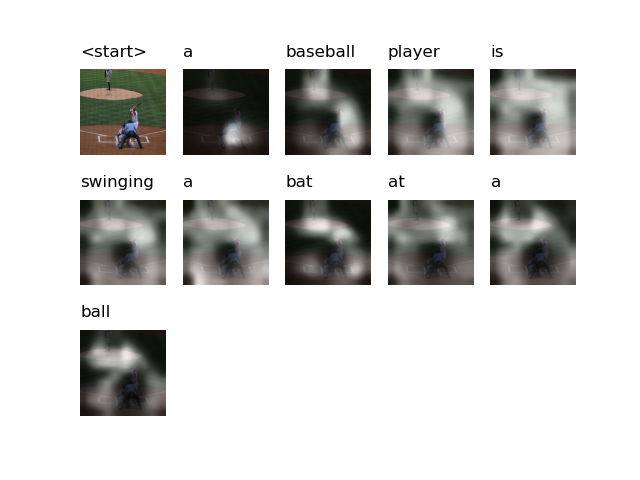 <start> a baseball player is
swinging a bat at a
ball